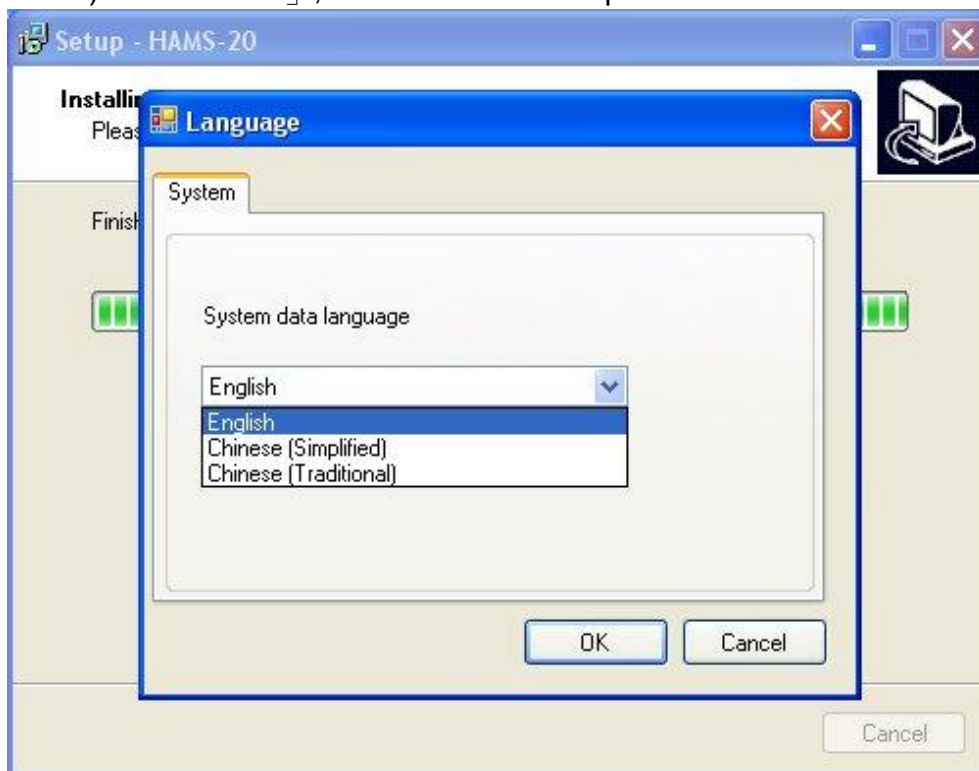 Setup - HAMS-20
Language
System
System data language
English
English
Chinese (Simplified)
Chinese (Traditional)
OK
Cancel
Cancel